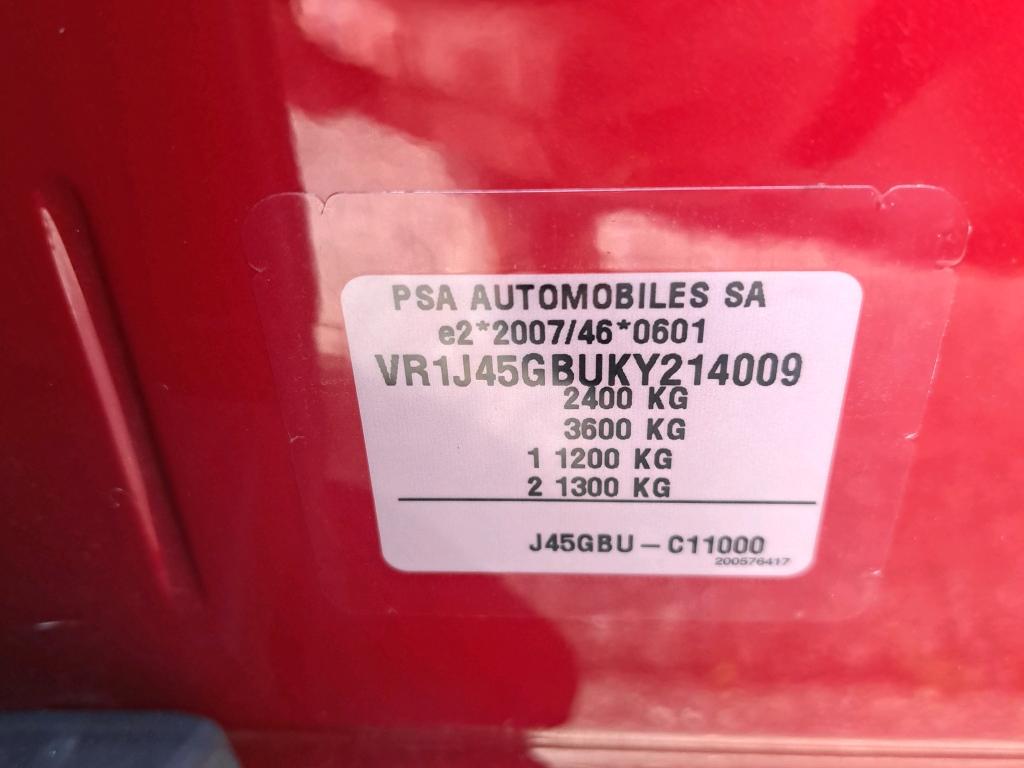 PSA AUTOMOBILES SA
e2*2007/46*0601
VR1J45GBUKY214009
2400 KG
3600 KG
1 1200 KG
2 1300 KG
J45GBU – C11000
200576417